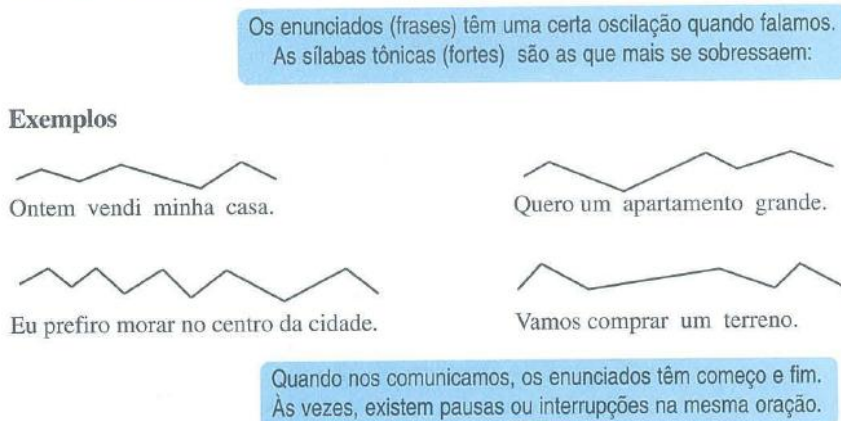 Os enunciados (frases) têm uma certa oscilação quando falamos.
As sílabas tônicas (fortes) são as que mais se sobressaem:
Exemplos
Ontem vendi minha casa.
Quero um apartamento grande.
Eu prefiro morar no centro da cidade.
Vamos comprar um terreno.
Quando nos comunicamos, os enunciados têm começo e fim.
Às vezes, existem pausas ou interrupções na mesma oração.